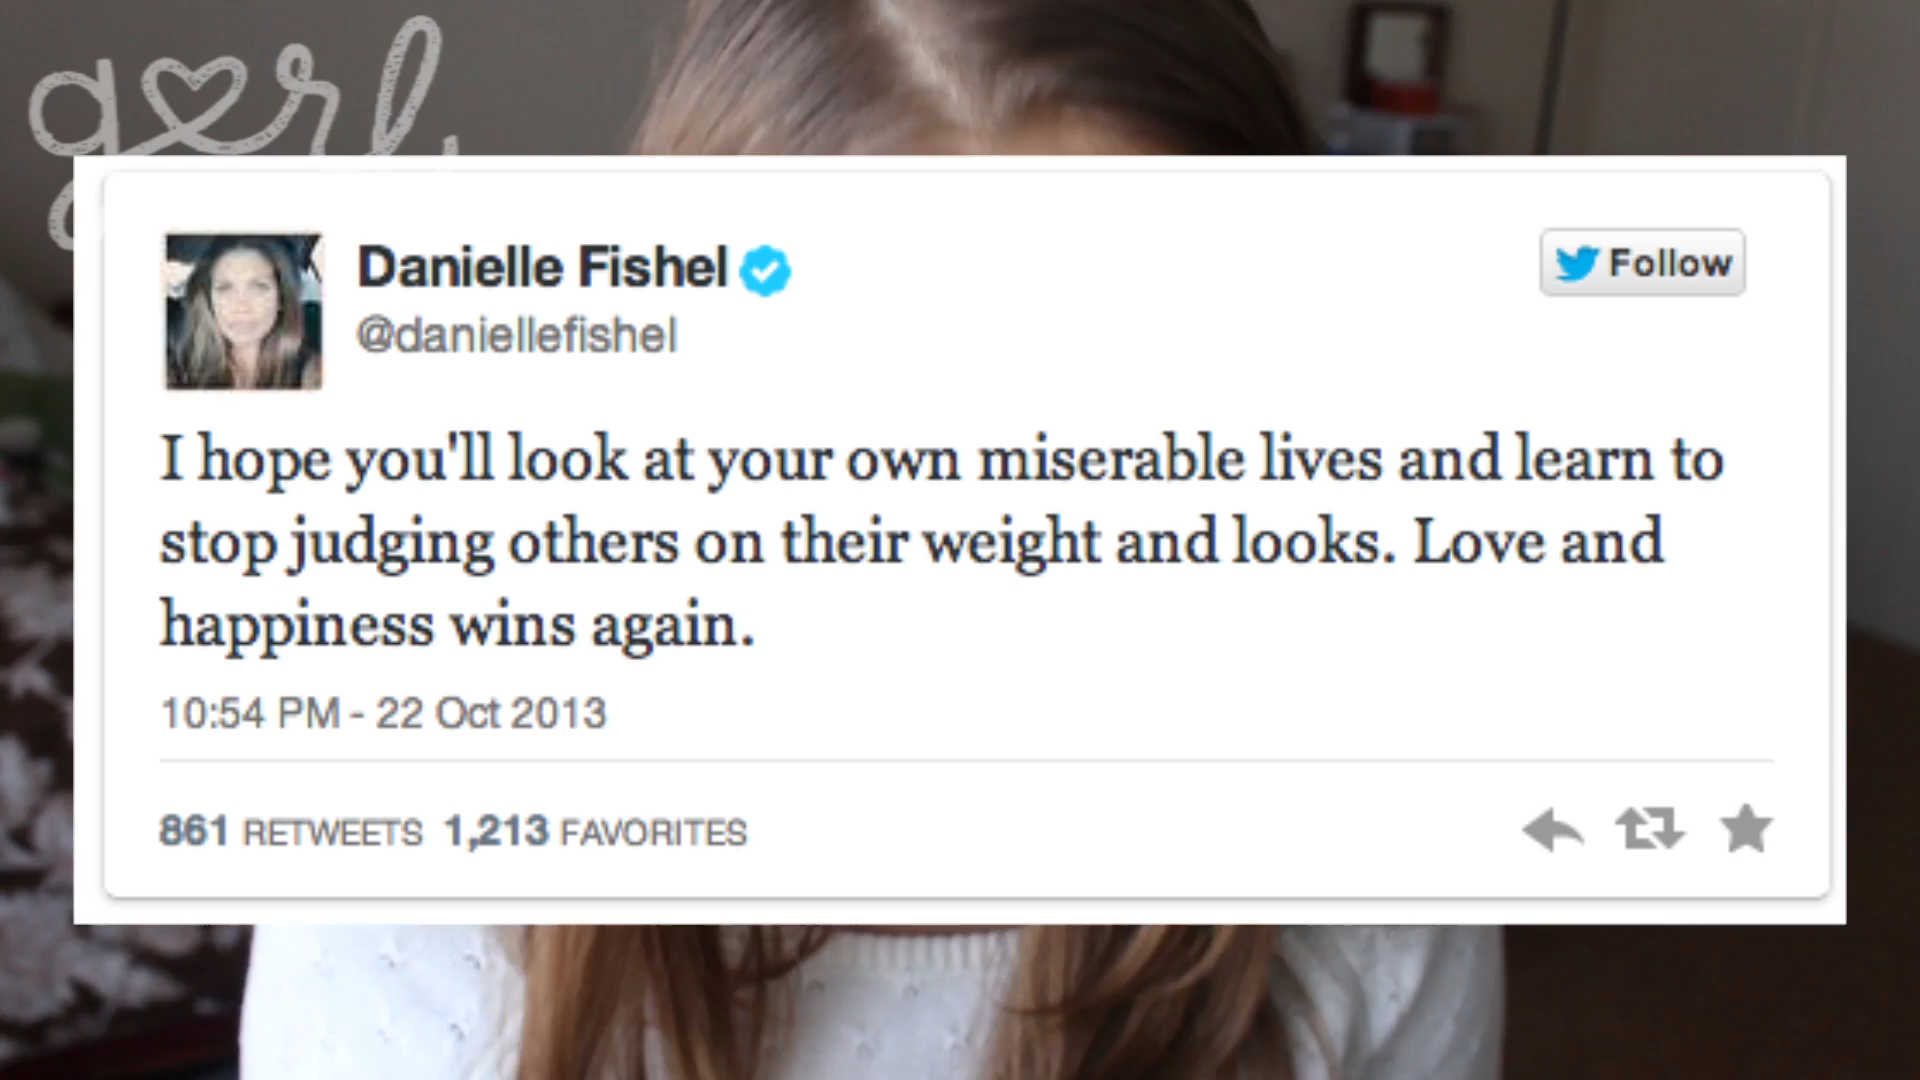 gurl
Danielle Fishel
@daniellefishel
Follow
I hope you'll look at your own miserable lives and learn to
stop judging others on their weight and looks. Love and
happiness wins again.
10:54 PM - 22 Oct 2013
861 RETWEETS 1,213 FAVORITES